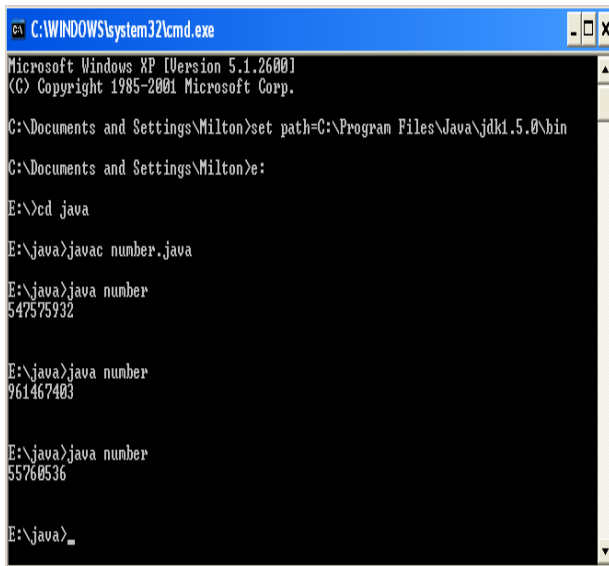 C:\WINDOWS\system32\cmd.exe
Microsoft Windows XP [Version 5.1.2600]
(C) Copyright 1985-2001 Microsoft Corp.
C:\Documents and Settings\Milton>set path=C:\Program Files\Java\jdk1.5.0\bin
C:\Documents and Settings\Milton>e:
E:\>cd java
E:\java>javac number.java
E:\java>java number
547575932
E:\java>java number
961467403
E:\java>java number
55760536
E:\java>_